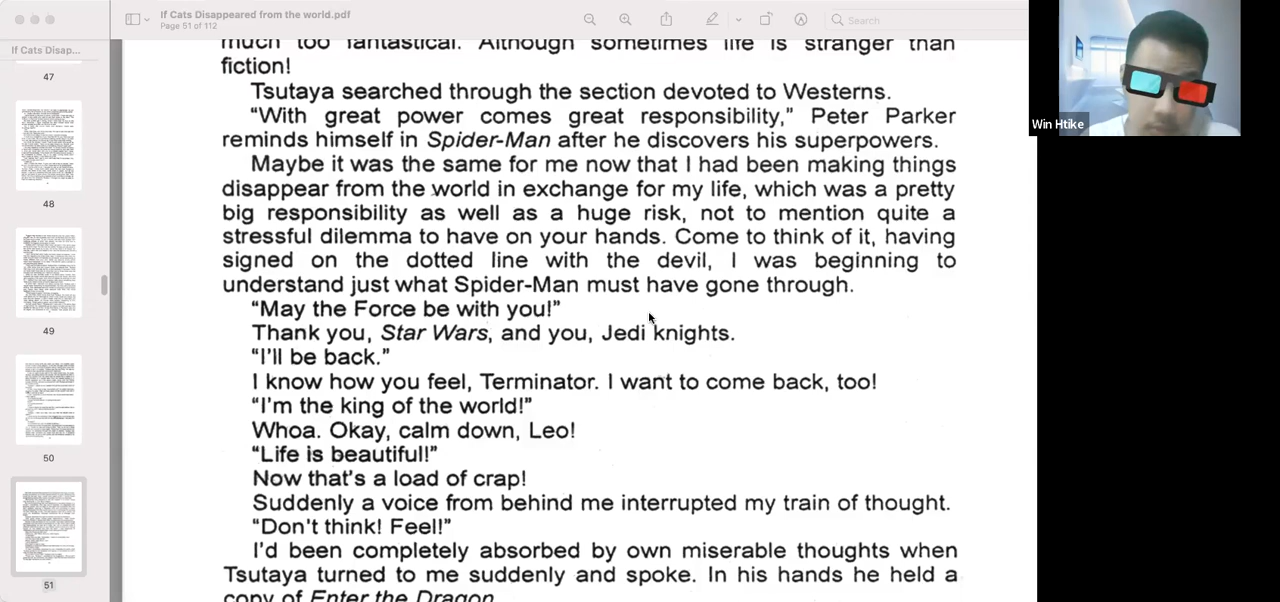 If Cats Disappeared from the world.pdf
Page 51 of 112
Search
If Cats Disap...
47
48
49
50
51
much too fantastical. Although sometimes life is stranger than
fiction!
Tsutaya searched through the section devoted to Westerns.
“With great power comes great responsibility,” Peter Parker
reminds himself in Spider-Man after he discovers his superpowers.
Maybe it was the same for me now that I had been making things
disappear from the world in exchange for my life, which was a pretty
big responsibility as well as a huge risk, not to mention quite a
stressful dilemma to have on your hands. Come to think of it, having
signed on the dotted line with the devil, I was beginning to
understand just what Spider-Man must have gone through.
“May the Force be with you!”
Thank you, Star Wars, and you, Jedi knights.
“I’ll be back.”
I know how you feel, Terminator. I want to come back, too!
“I’m the king of the world!”
Whoa. Okay, calm down, Leo!
“Life is beautiful!”
Now that’s a load of crap!
Suddenly a voice from behind me interrupted my train of thought.
“Don’t think! Feel!”
I’d been completely absorbed by own miserable thoughts when
Tsutaya turned to me suddenly and spoke. In his hands he held a
copy of Enter the Dragon.
Win Htike